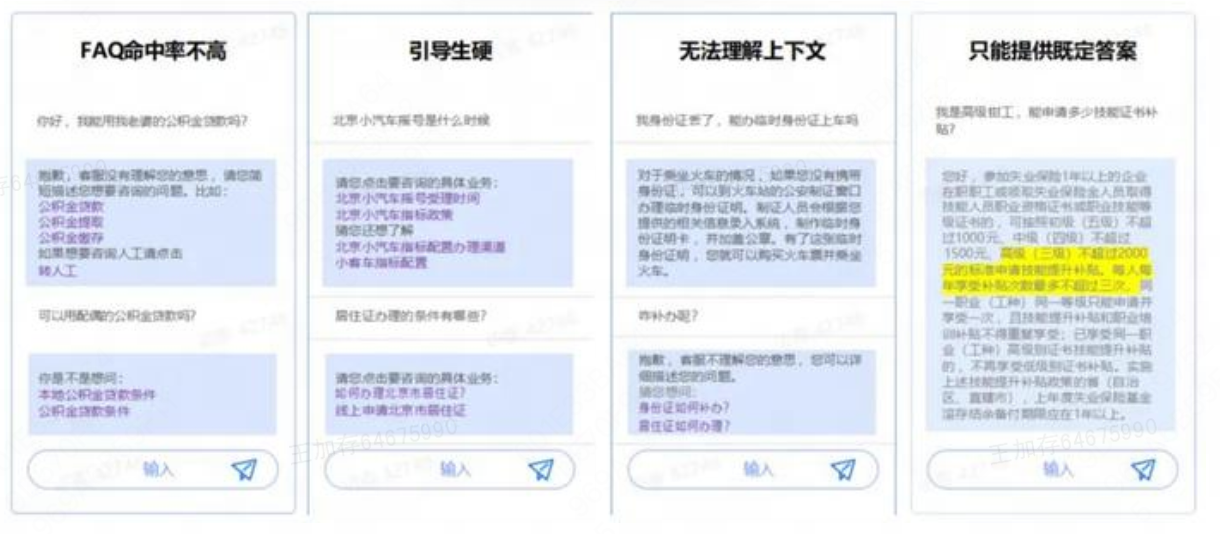 FAQ命中率不高
你好，我能用我老婆的公积金贷款吗?
抱歉，客服没有理解您的意思，请您简
短描述您想要咨询的问题。比如：
公积金贷款
公积金提取
公积金缴存
如果想要咨询人工请点击
转人工
可以用配偶的公积金贷款吗?
你是不是想问：
本地公积金贷款条件
公积金贷款条件
输入
引导生硬
北京小汽车摇号是什么时候
请您点击要咨询的具体业务：
北京小汽车摇号受理时间
北京小汽车指标政策
猜您还想了解
北京小汽车指标配置办理渠道
小客车指标配置
居住证办理的条件有哪些?
请您点击要咨询的具体业务：
如何办理北京市居住证?
线上申请北京市居住证
输入
无法理解上下文
我身份证丢了，能办临时身份证上车吗
对于乘坐火车的情况，如果您没有携带
身份证，可以到火车站的公安制证窗口
办理临时身份证明。制证人员会根据您
提供的相关信息录入系统，制作临时身
份证明卡，并加盖公章。有了这张临时
身份证明，您就可以购买火车票并乘坐
火车。
咋补办呢?
抱歉，客服不理解您的意思，您可以详
细描述您的问题。
猜您想问：
身份证如何补办?
居住证如何办理?
输入
只能提供既定答案
我是高级钳工，能申请多少技能证书补
贴?
您好，参加失业保险1年以上的企业
在职职工或领取失业保险金人员取得
技能人员职业资格证书或职业技能等
级证书的，可按照初级（五级）不超
过1000元、中级（四级）不超过
1500元、高级（三级）不超过2000
元的标准申请技能提升补贴。每人每
年享受补贴次数最多不超过三次。同
一职业（工种）同一等级只能申请并
享受一次，且技能提升补贴和职业培
训补贴不得重复享受；已享受同一职
业（工种）高级别证书技能提升补贴
的，不再享受低级别证书补贴。实施
上述技能提升补贴政策的省（自治
区、直辖市），上年度失业保险基金
滚存结余备付期限应在1年以上。
输入
王加存64675990
王加存64675990